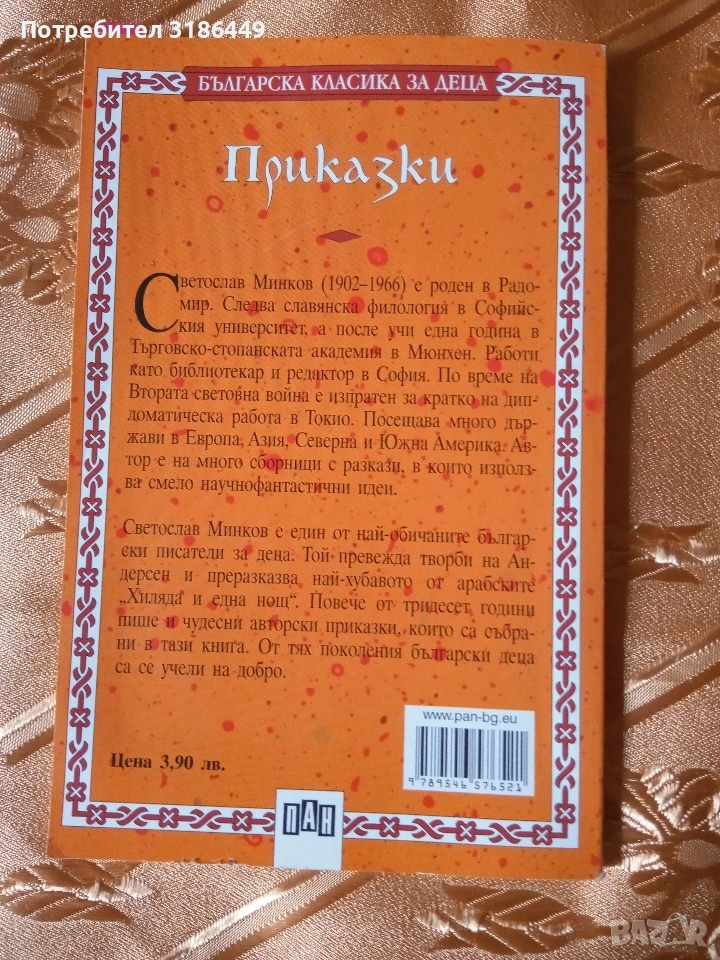 Потребител 3186449
БЪЛГАРСКА КЛАСИКА ЗА ДЕЦА
Приказки
Светослав Минков (1902–1966) е роден в Радо-
мир. Следва славянска филология в Софийс-
кия университет, а после учи една година в
Търговско-стопанската академия в Мюнхен. Работи
като библиотекар и редактор в София. По време на
Втората световна война е изпратен за кратко на дип-
ломатическа работа в Токио. Посещава много дър-
жави в Европа, Азия, Северна и Южна Америка. Ав-
тор е на много сборници с разкази, в които използ-
ва смело научнофантастични идеи.
Светослав Минков е един от най-обичаните българ-
ски писатели за деца. Той превежда творби на Ан-
дерсен и преразказва най-хубавото от арабските
„Хиляда и една нощ“. Повече от тридесет години
пише и чудесни авторски приказки, които са събра-
ни в тази книга. От тях поколения български деца
са се учели на добро.
www.pan-bg.eu
Цена 3,90 лв.
9 789546 576521
ПАН
BAZAR